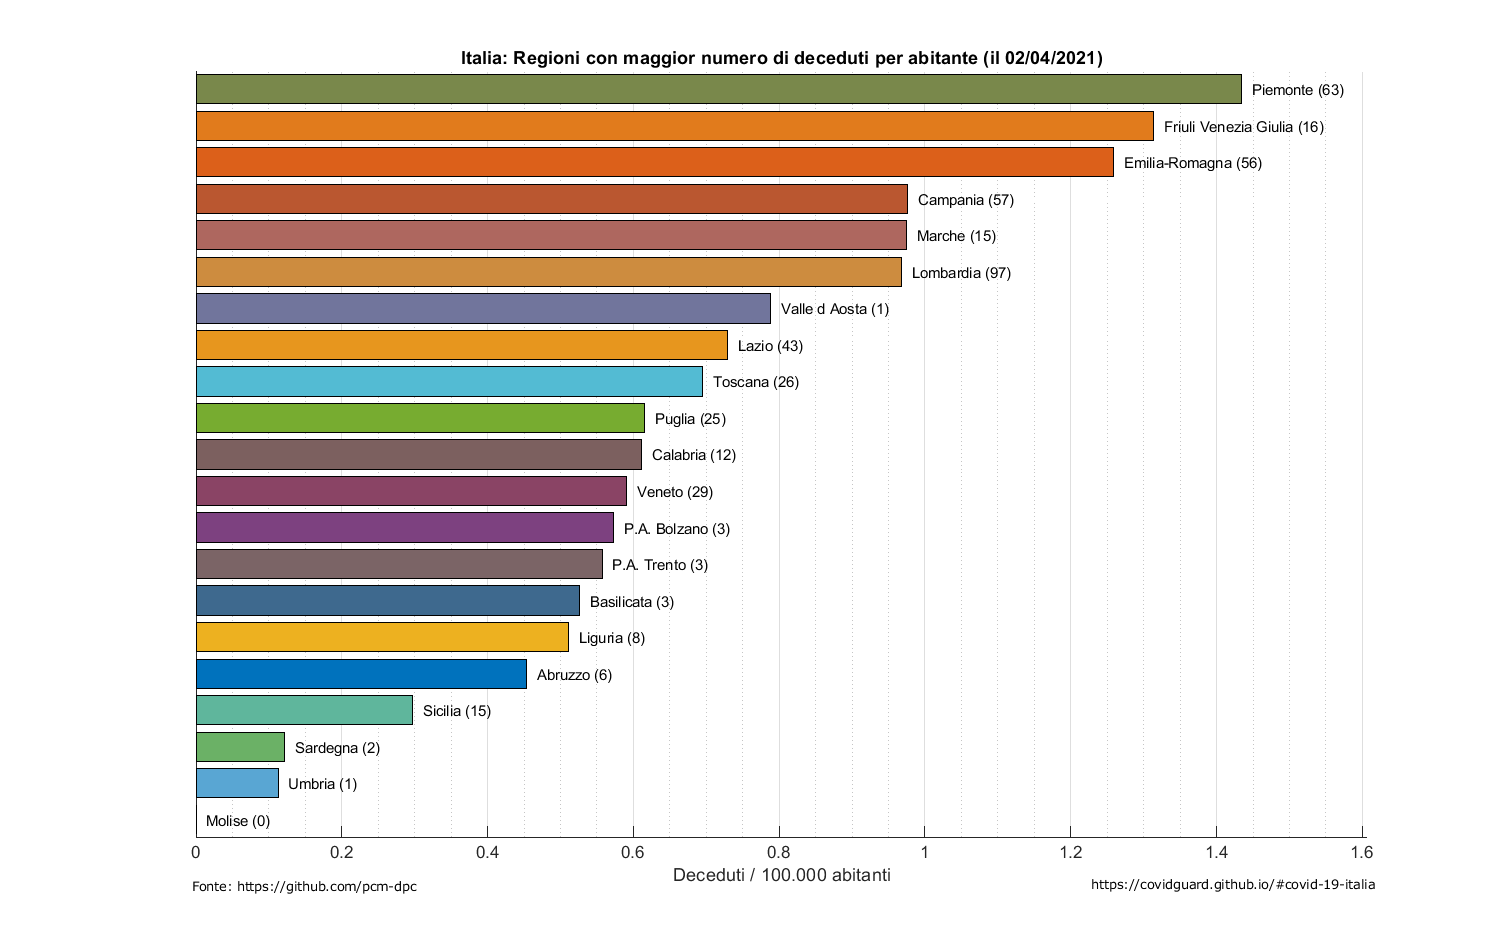 Italia: Regioni con maggior numero di deceduti per abitante (il 02/04/2021)
Piemonte (63)
Friuli Venezia Giulia (16)
Emilia-Romagna (56)
Campania (57)
Marche (15)
Lombardia (97)
Valle d Aosta (1)
Lazio (43)
Toscana (26)
Puglia (25)
Calabria (12)
Veneto (29)
P.A. Bolzano (3)
P.A. Trento (3)
Basilicata (3)
Liguria (8)
Abruzzo (6)
Sicilia (15)
Sardegna (2)
Umbria (1)
Molise (0)
0 0.2 0.4 0.6 0.8 1 1.2 1.4 1.6
Deceduti / 100.000 abitanti
Fonte: https://github.com/pcm-dpc
https://covidguard.github.io/#covid-19-italia